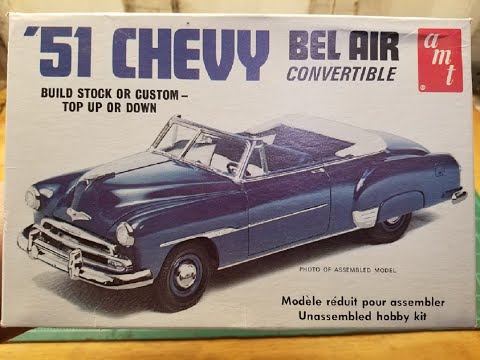 '51 CHEVY BEL AIR
CONVERTIBLE
amt
BUILD STOCK OR CUSTOM –
TOP UP OR DOWN
PHOTO OF ASSEMBLED MODEL
Modèle réduit pour assembler
Unassembled hobby kit